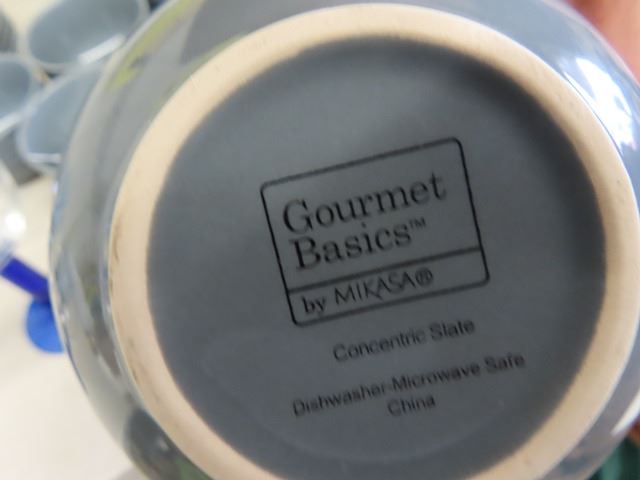 Gourmet
Basics™
by MIKASA®
Concentric Slate
Dishwasher-Microwave Safe
China